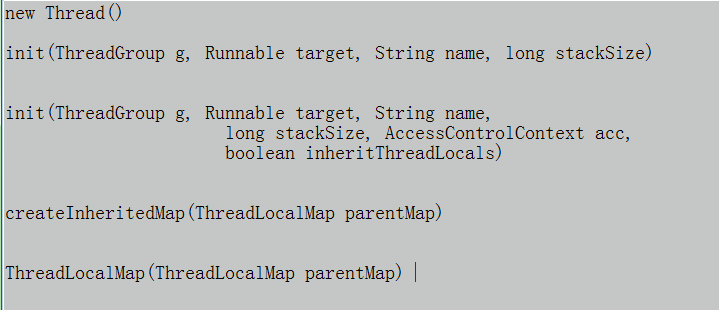 new Thread()
init(ThreadGroup g, Runnable target, String name, long stackSize)
init(ThreadGroup g, Runnable target, String name,
long stackSize, AccessControlContext acc,
boolean inheritThreadLocals)
createInheritedMap(ThreadLocalMap parentMap)
ThreadLocalMap(ThreadLocalMap parentMap)